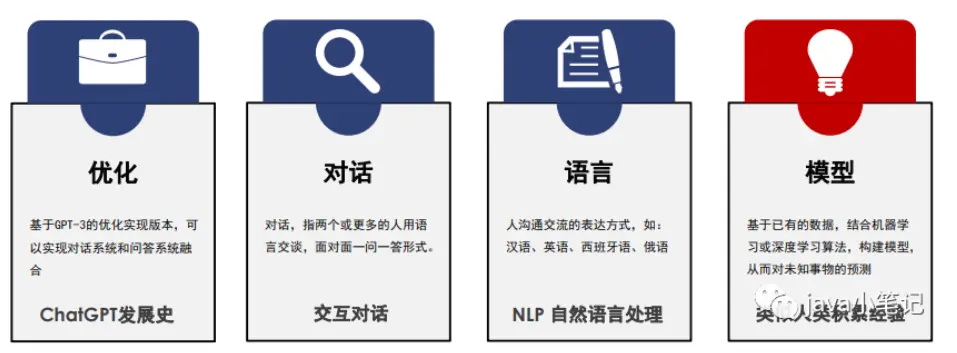 优化
基于GPT-3的优化实现版本，可
以实现对话系统和问答系统融
合
ChatGPT发展史
对话
对话，指两个或更多的人用语
言交谈，面对面一问一答形式。
交互对话
语言
人沟通交流的表达方式，如：
汉语、英语、西班牙语、俄语
NLP 自然语言处理
模型
基于已有的数据，结合机器学
习或深度学习算法，构建模型，
从而对未知事物的预测
类似人类积累经验
java小笔记